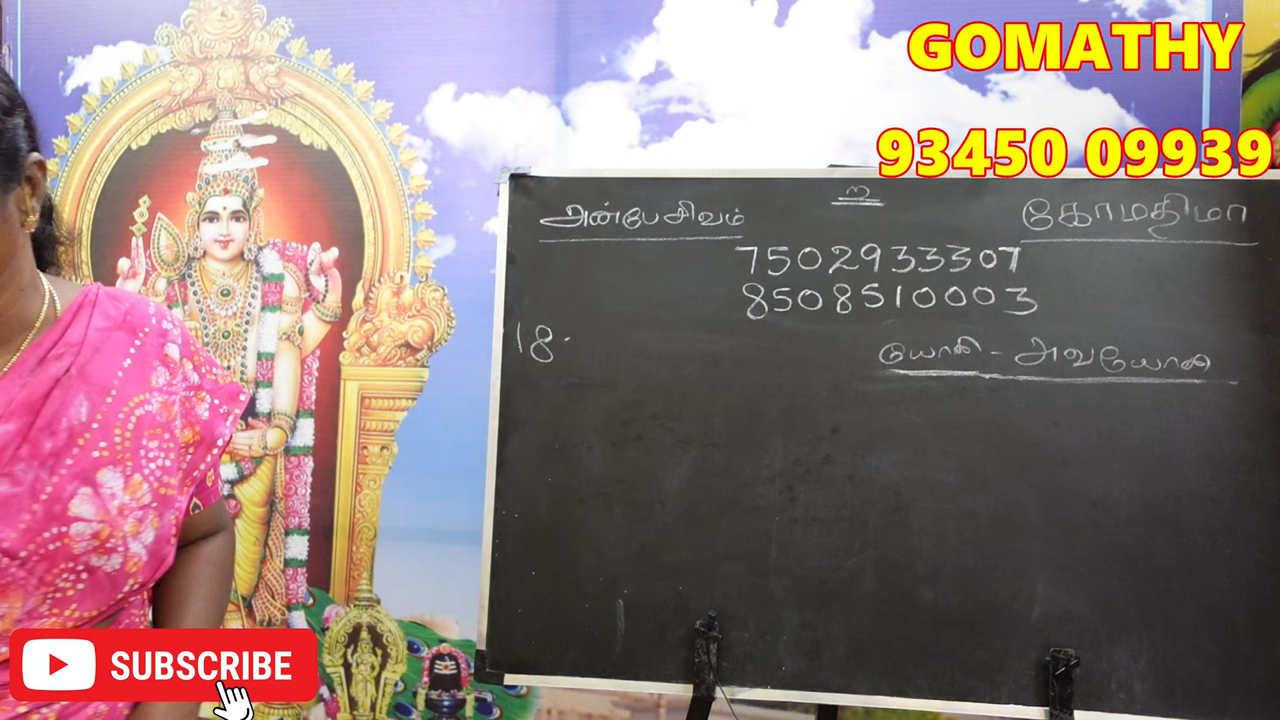 GOMATHY
93450 09939
உ
அன்பே சிவம்
கோமதிமா
7502933307
8508510003
18.
யோகி - அவயோகி
SUBSCRIBE